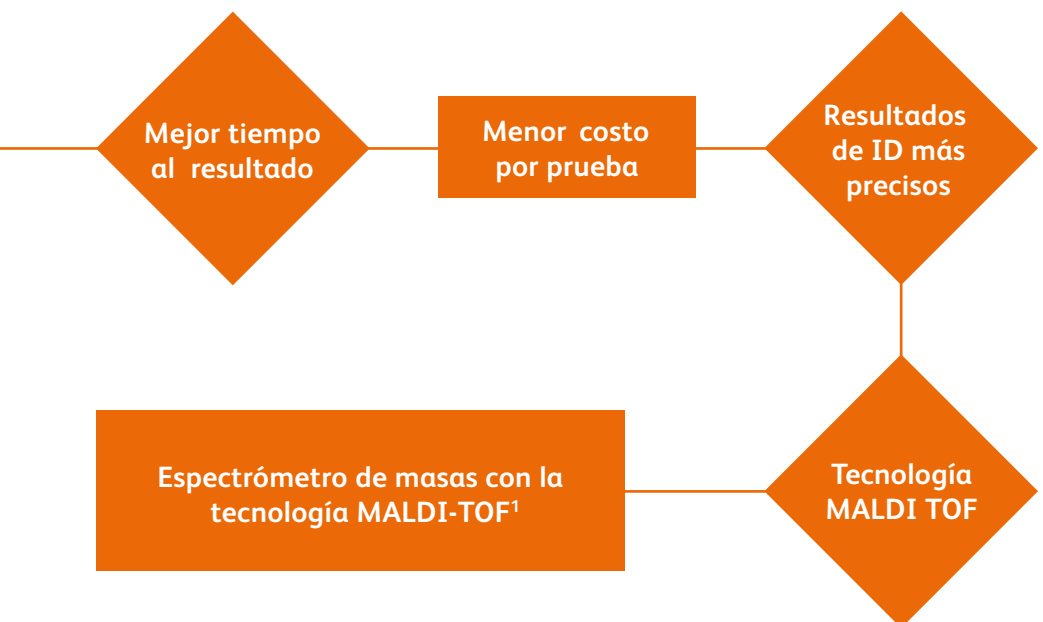 Mejor tiempo
al resultado
Menor costo
por prueba
Resultados
de ID más
precisos
Espectrómetro de masas con la
tecnología MALDI-TOF¹
Tecnología
MALDI TOF